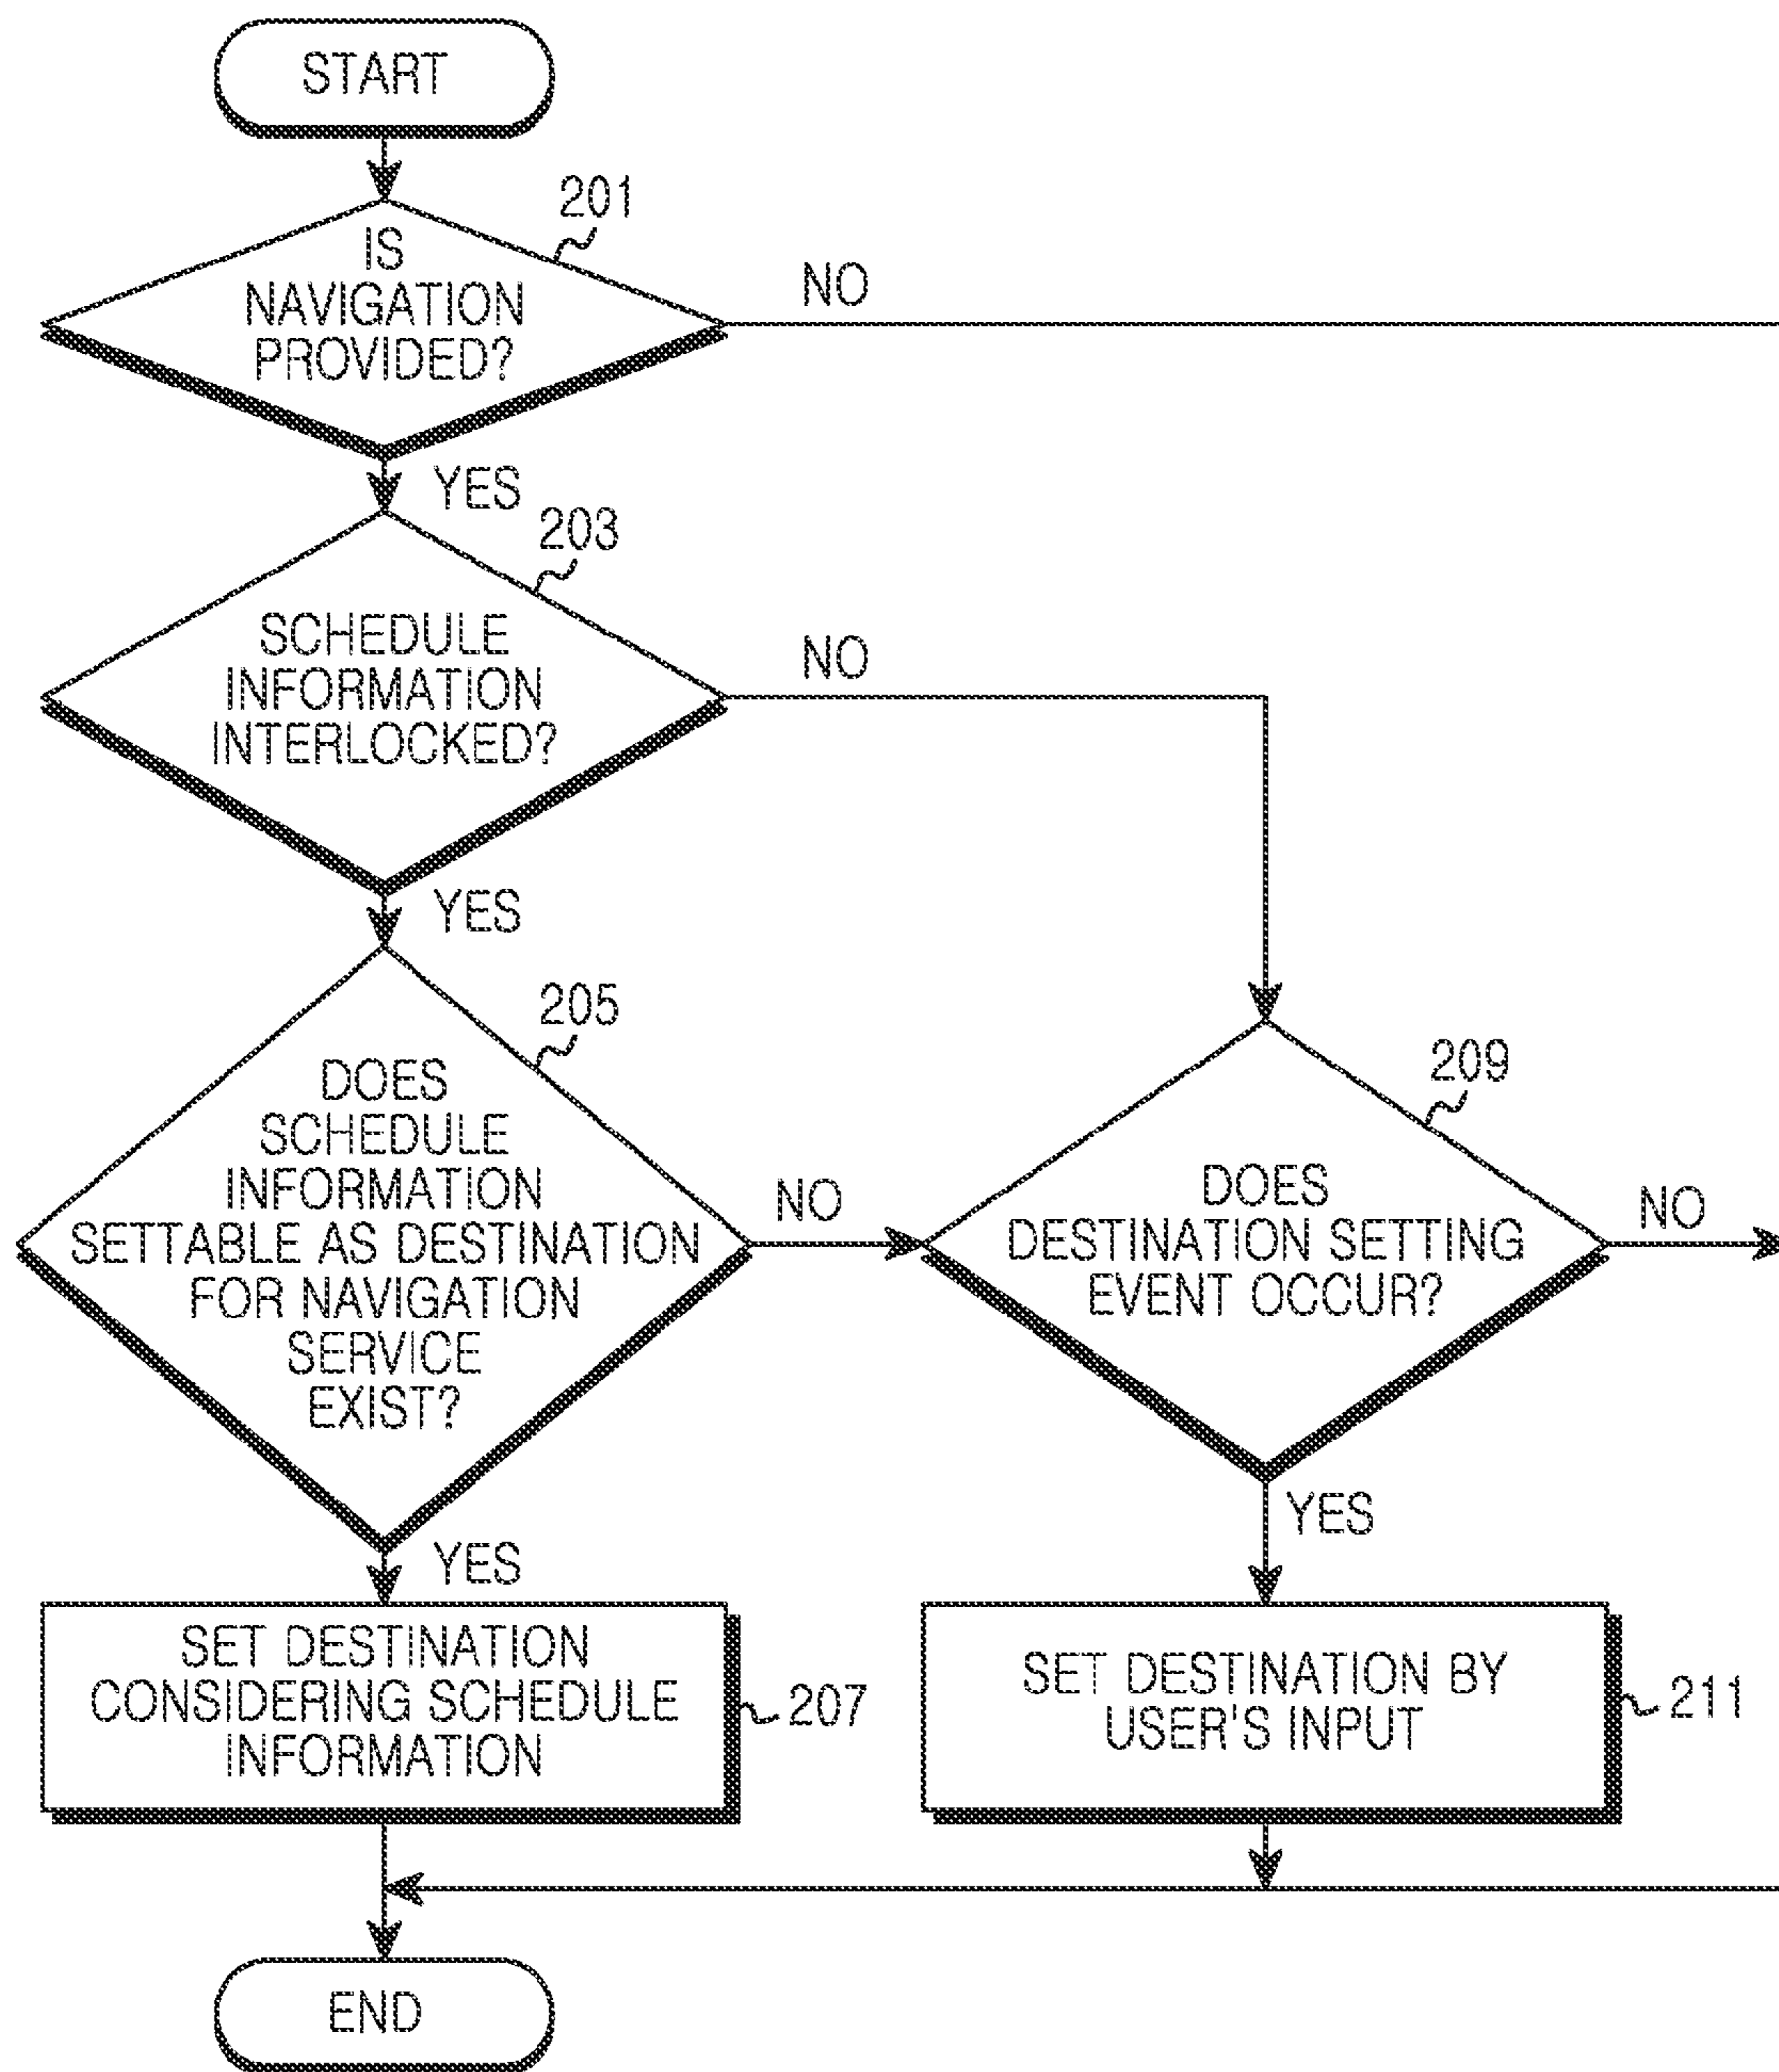 START
201
IS
NAVIGATION
PROVIDED?
NO
YES
203
SCHEDULE
INFORMATION
INTERLOCKED?
NO
YES
205
DOES
SCHEDULE
INFORMATION
SETTABLE AS DESTINATION
FOR NAVIGATION
SERVICE
EXIST?
NO
209
DOES
DESTINATION SETTING
EVENT OCCUR?
NO
YES
YES
SET DESTINATION
CONSIDERING SCHEDULE
INFORMATION
207
SET DESTINATION BY
USER'S INPUT
211
END